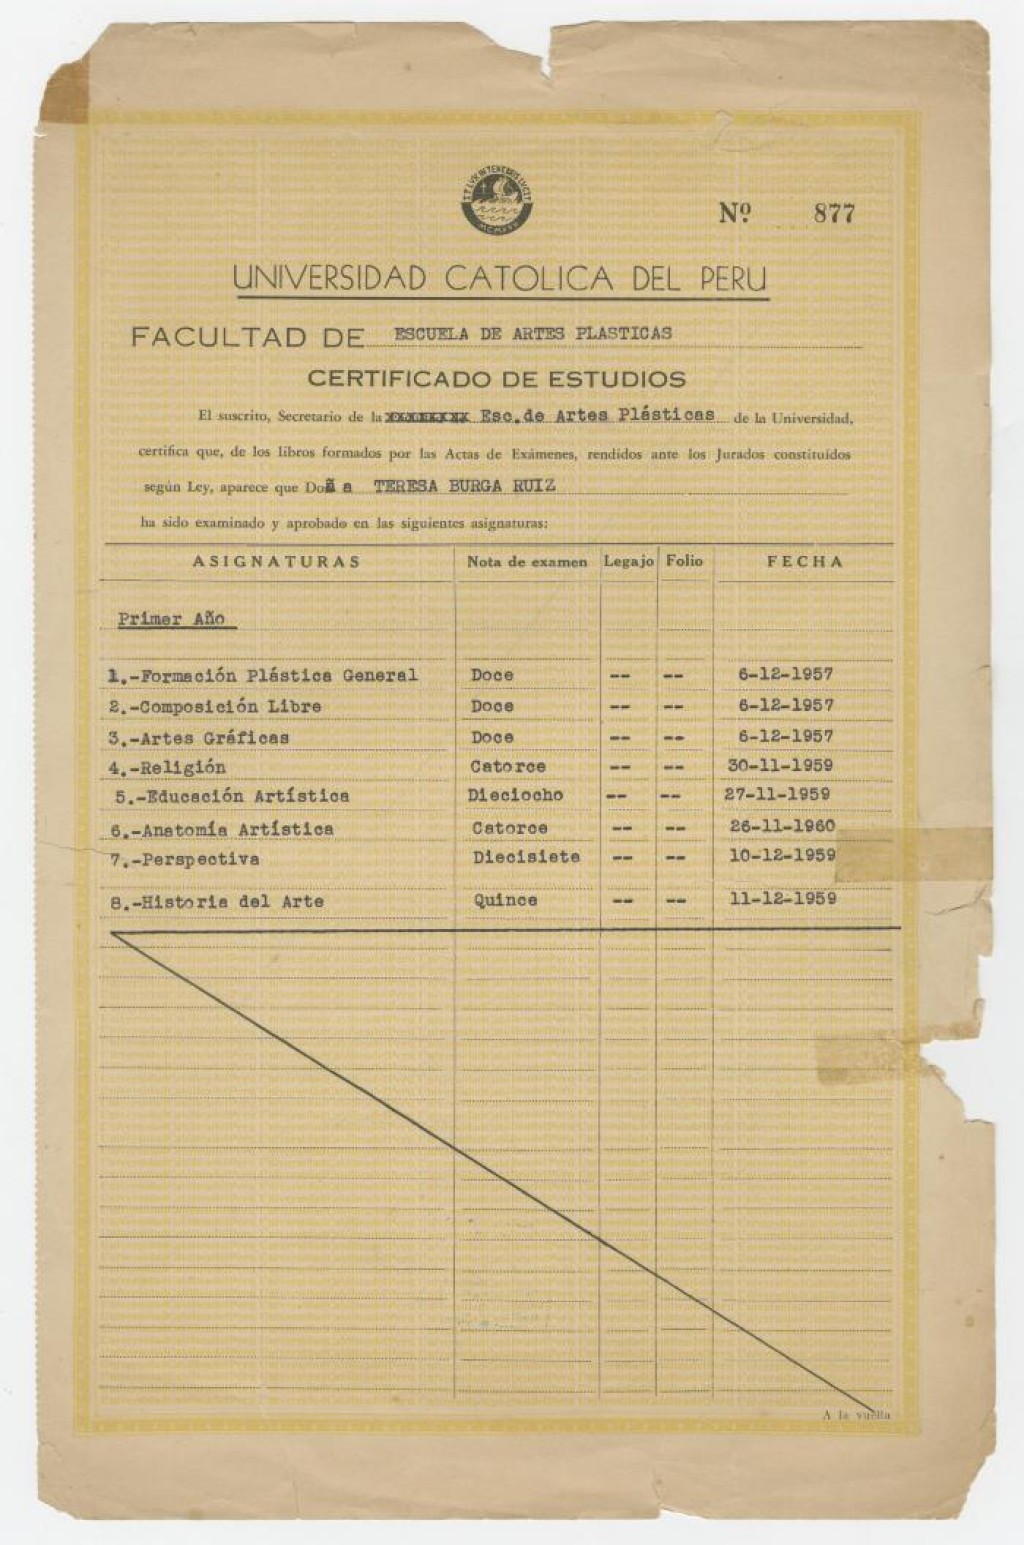 ET LVX IN TENEBRIS LVCET
Nº 877
UNIVERSIDAD CATOLICA DEL PERU
FACULTAD DE ESCUELA DE ARTES PLASTICAS
CERTIFICADO DE ESTUDIOS
El suscrito, Secretario de la xxxxxxxx Esc.de Artes Plásticas de la Universidad,
certifica que, de los libros formados por las Actas de Exámenes, rendidos ante los Jurados constituídos
según Ley, aparece que Doña TERESA BURGA RUIZ
ha sido examinado y aprobado en las siguientes asignaturas:
ASIGNATURAS Nota de examen Legajo Folio FECHA
Primer Año
1.-Formación Plástica General Doce -- -- 6-12-1957
2.-Composición Libre Doce -- -- 6-12-1957
3.-Artes Gráficas Doce -- -- 6-12-1957
4.-Religión Catorce -- -- 30-11-1959
5.-Educación Artística Dieciocho -- -- 27-11-1959
6.-Anatomía Artística Catorce -- -- 26-11-1960
7.-Perspectiva Diecisiete -- -- 10-12-1959
8.-Historia del Arte Quince -- -- 11-12-1959
A la vuelta